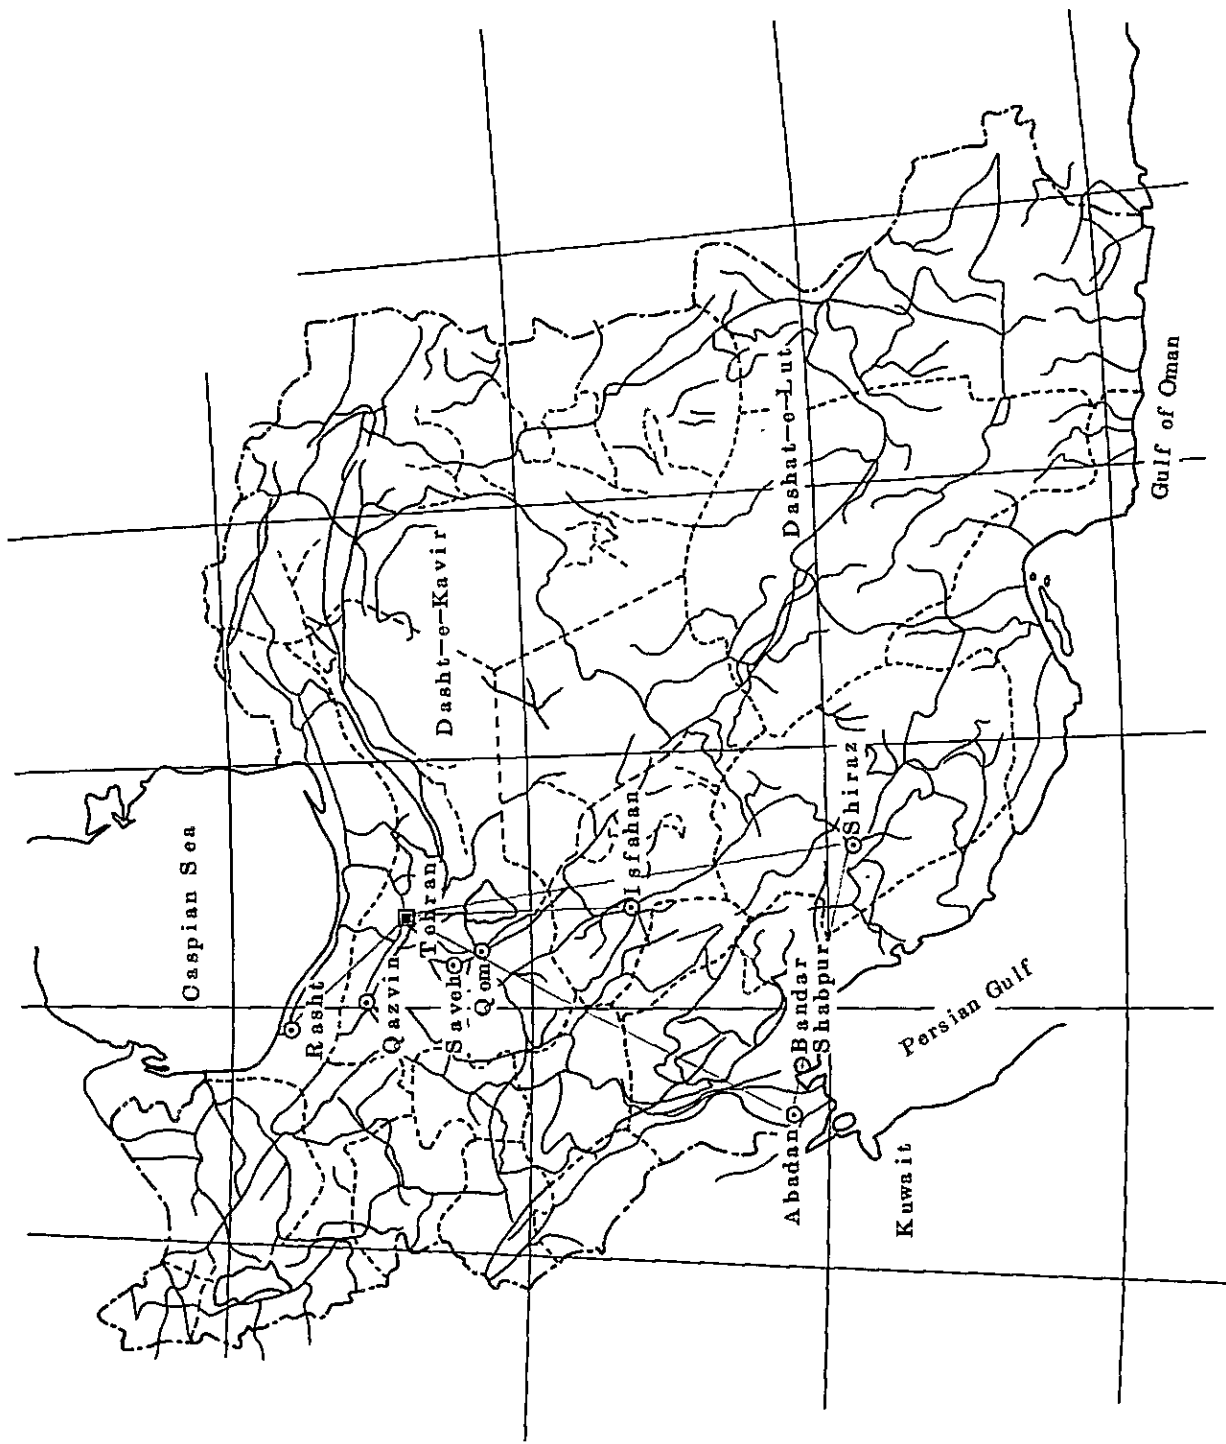 Caspian Sea
Rasht
Qazvin
Tehran
Saveh
Qom
Dasht-e-Kavir
Isfahan
Dashat-e-Lut
Abadan
Bandar
Shahpur
Shiraz
Kuwait
Persian Gulf
Gulf of Oman